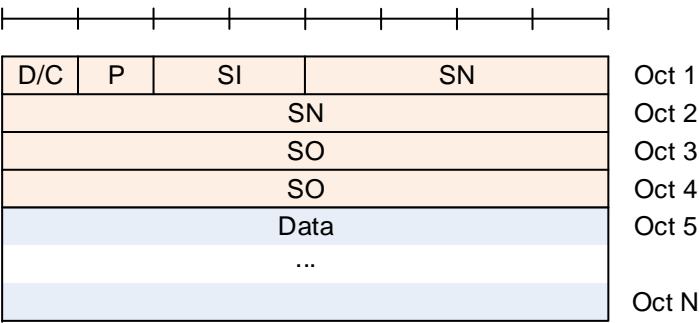 D/C P SI SN Oct 1
SN Oct 2
SO Oct 3
SO Oct 4
Data Oct 5
...
Oct N